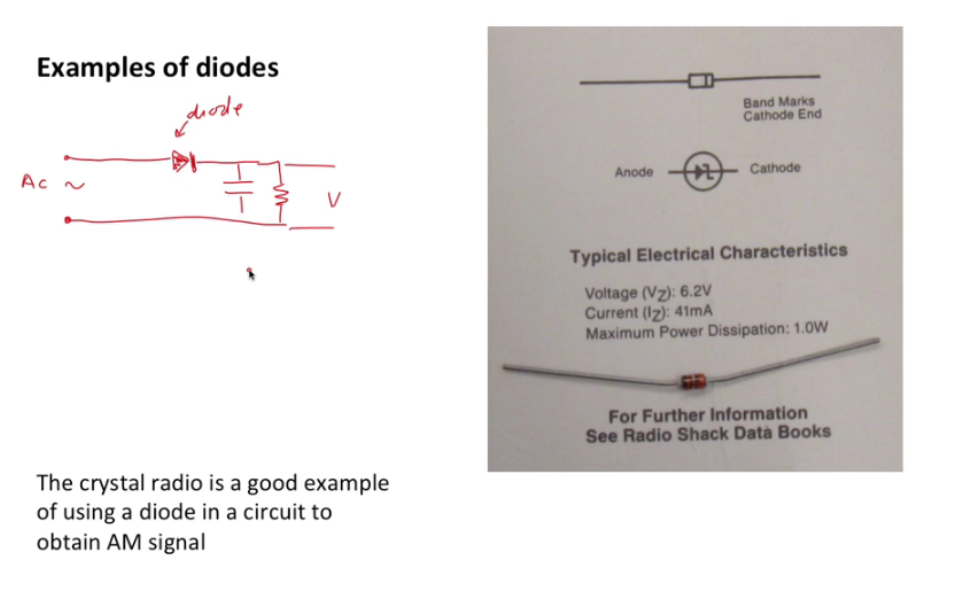 Examples of diodes
diode
Ac ~
V
The crystal radio is a good example
of using a diode in a circuit to
obtain AM signal
Band Marks
Cathode End
Anode
Cathode
Typical Electrical Characteristics
Voltage (VZ): 6.2V
Current (IZ): 41mA
Maximum Power Dissipation: 1.0W
For Further Information
See Radio Shack Data Books